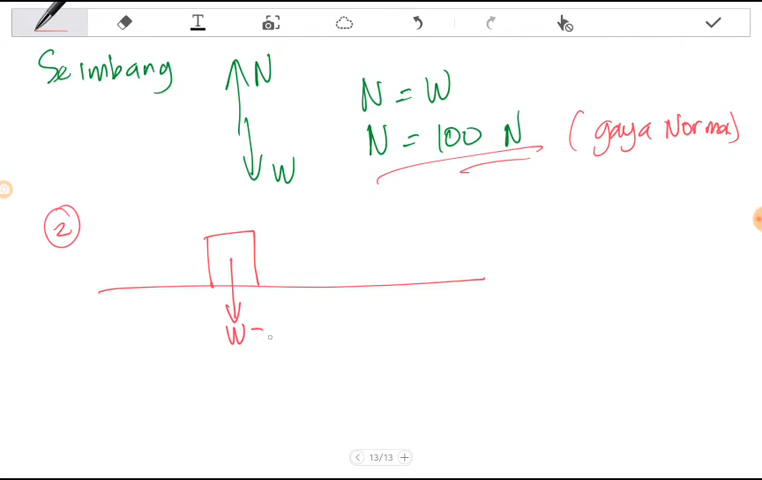 Seimbang N N = W
W N = 100 N (gaya Normal)
2
W -
13/13